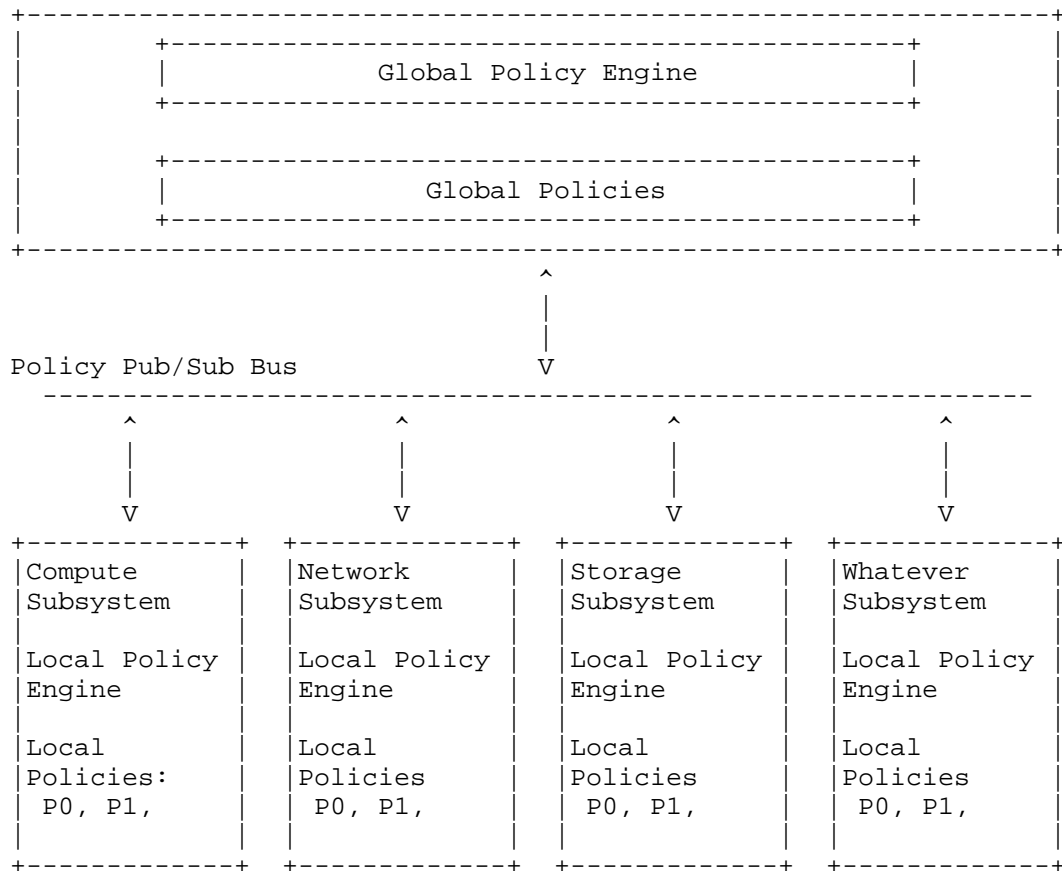 Global Policy Engine
Global Policies
Policy Pub/Sub Bus
Compute
Subsystem
Local Policy
Engine
Local
Policies:
P0, P1,
Network
Subsystem
Local Policy
Engine
Local
Policies
P0, P1,
Storage
Subsystem
Local Policy
Engine
Local
Policies
P0, P1,
Whatever
Subsystem
Local Policy
Engine
Local
Policies
P0, P1,